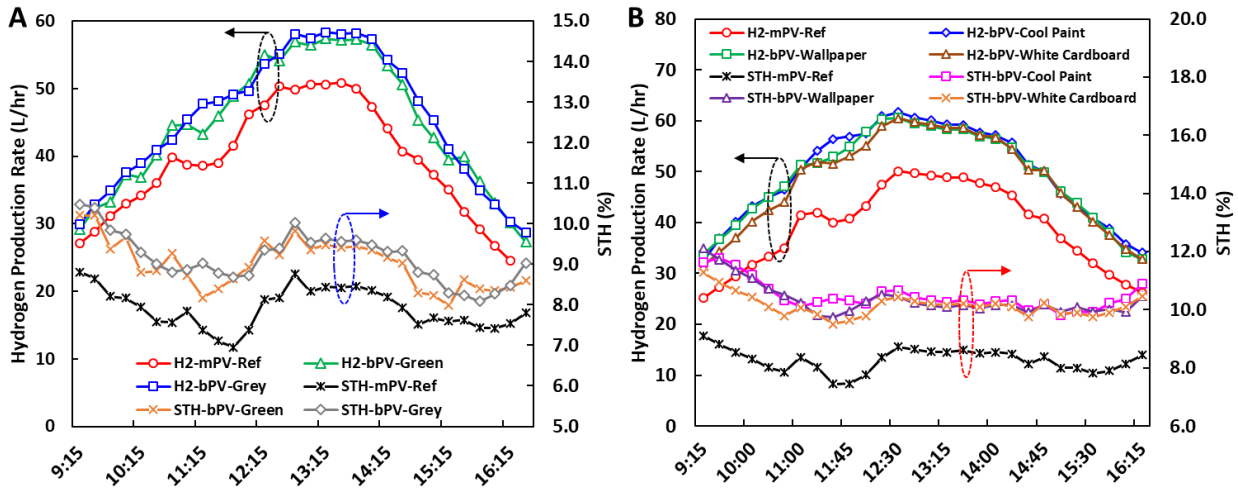 A
Hydrogen Production Rate (L/hr)
60
50
40
30
20
10
0
15.0
14.0
13.0
12.0
11.0
10.0
9.0
8.0
7.0
6.0
5.0
STH (%)
H2-mPV-Ref
H2-bPV-Green
H2-bPV-Grey
STH-mPV-Ref
STH-bPV-Green
STH-bPV-Grey
9:15
10:15
11:15
12:15
13:15
14:15
15:15
16:15
B
Hydrogen Production Rate (L/hr)
80
70
60
50
40
30
20
10
0
20.0
18.0
16.0
14.0
12.0
10.0
8.0
6.0
STH (%)
H2-mPV-Ref
H2-bPV-Cool Paint
H2-bPV-Wallpaper
H2-bPV-White Cardboard
STH-mPV-Ref
STH-bPV-Cool Paint
STH-bPV-Wallpaper
STH-bPV-White Cardboard
9:15
10:00
11:00
11:45
12:30
13:15
14:00
14:45
15:30
16:15